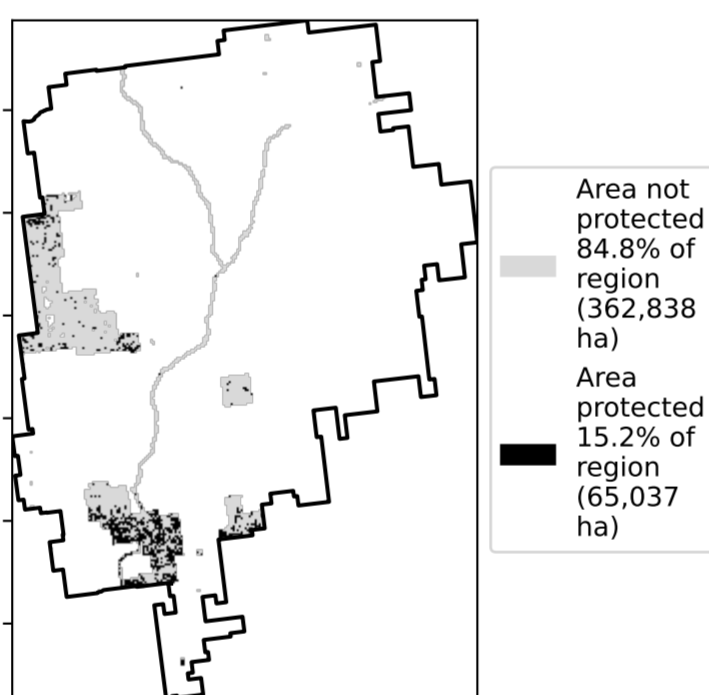 Area not
protected
84.8% of
region
(362,838
ha)
Area
protected
15.2% of
region
(65,037
ha)